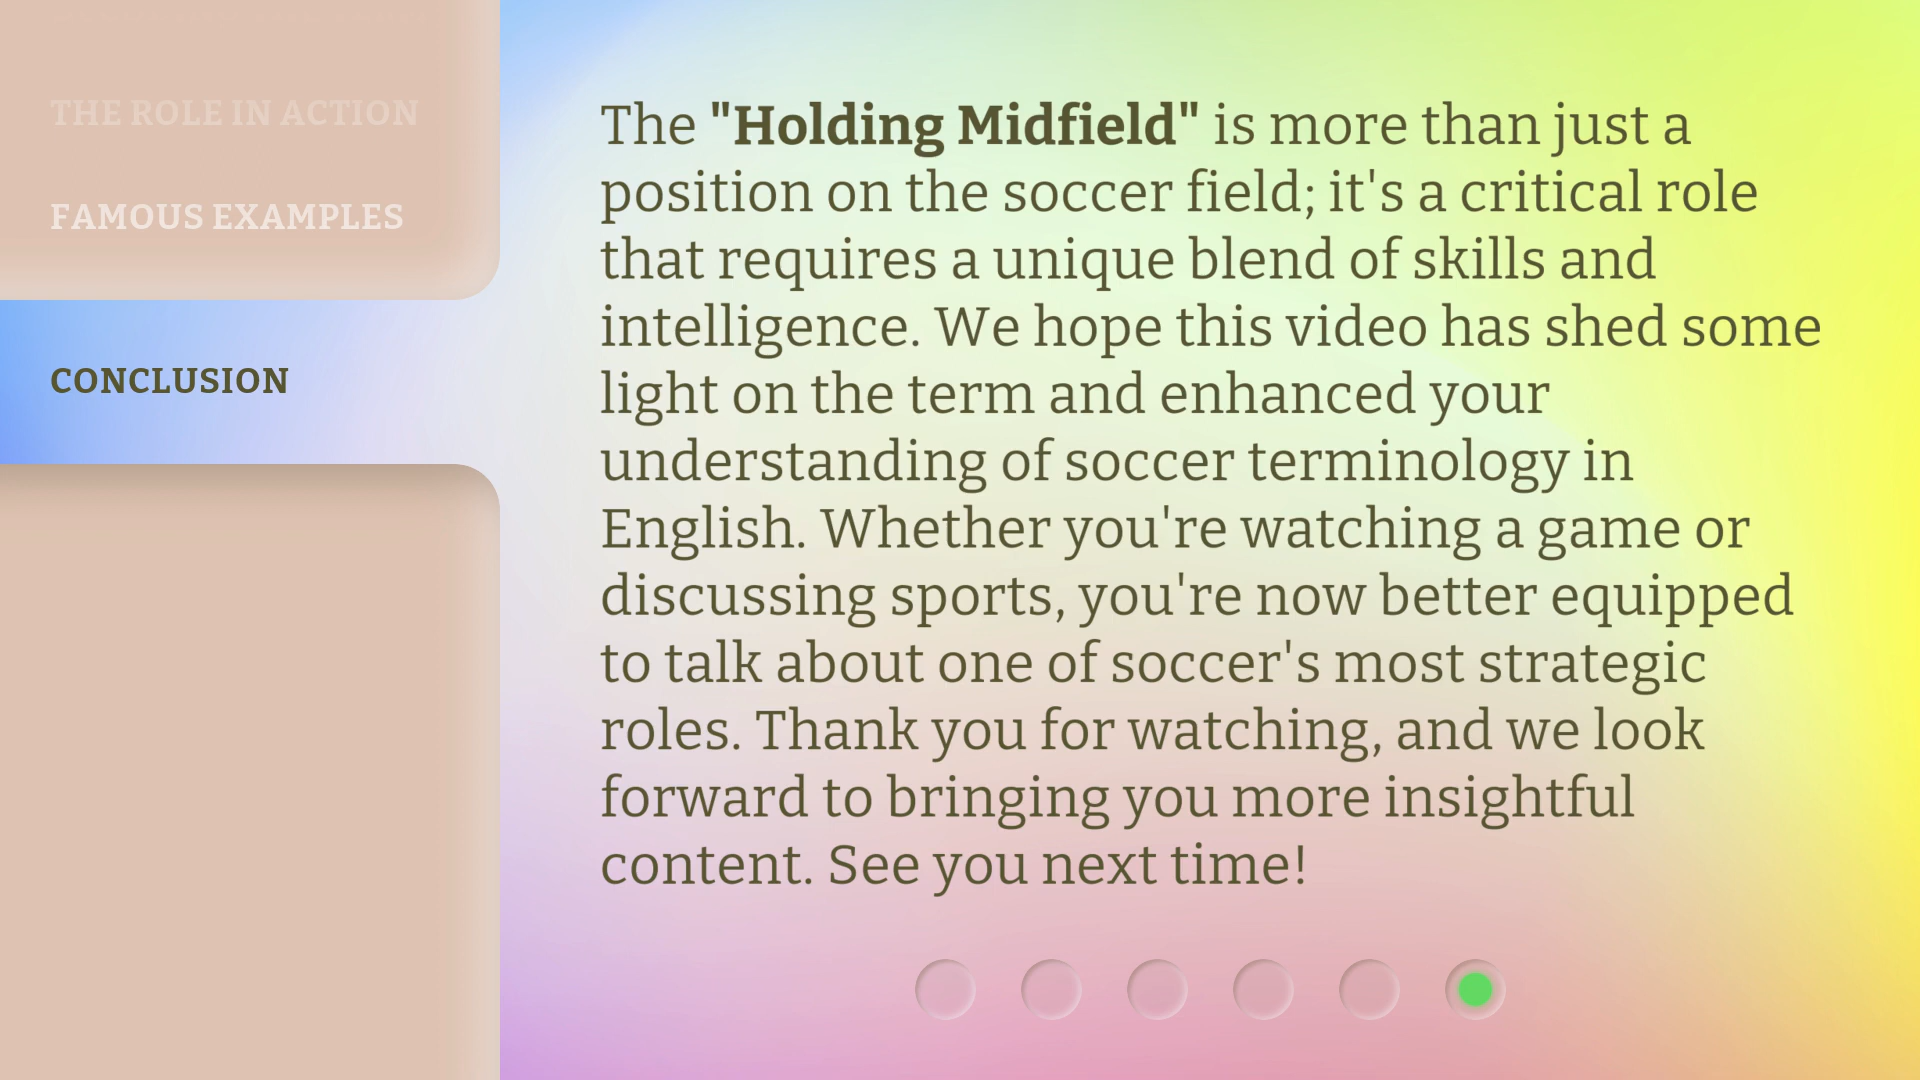 THE ROLE IN ACTION
FAMOUS EXAMPLES
CONCLUSION
The "Holding Midfield" is more than just a
position on the soccer field; it's a critical role
that requires a unique blend of skills and
intelligence. We hope this video has shed some
light on the term and enhanced your
understanding of soccer terminology in
English. Whether you're watching a game or
discussing sports, you're now better equipped
to talk about one of soccer's most strategic
roles. Thank you for watching, and we look
forward to bringing you more insightful
content. See you next time!